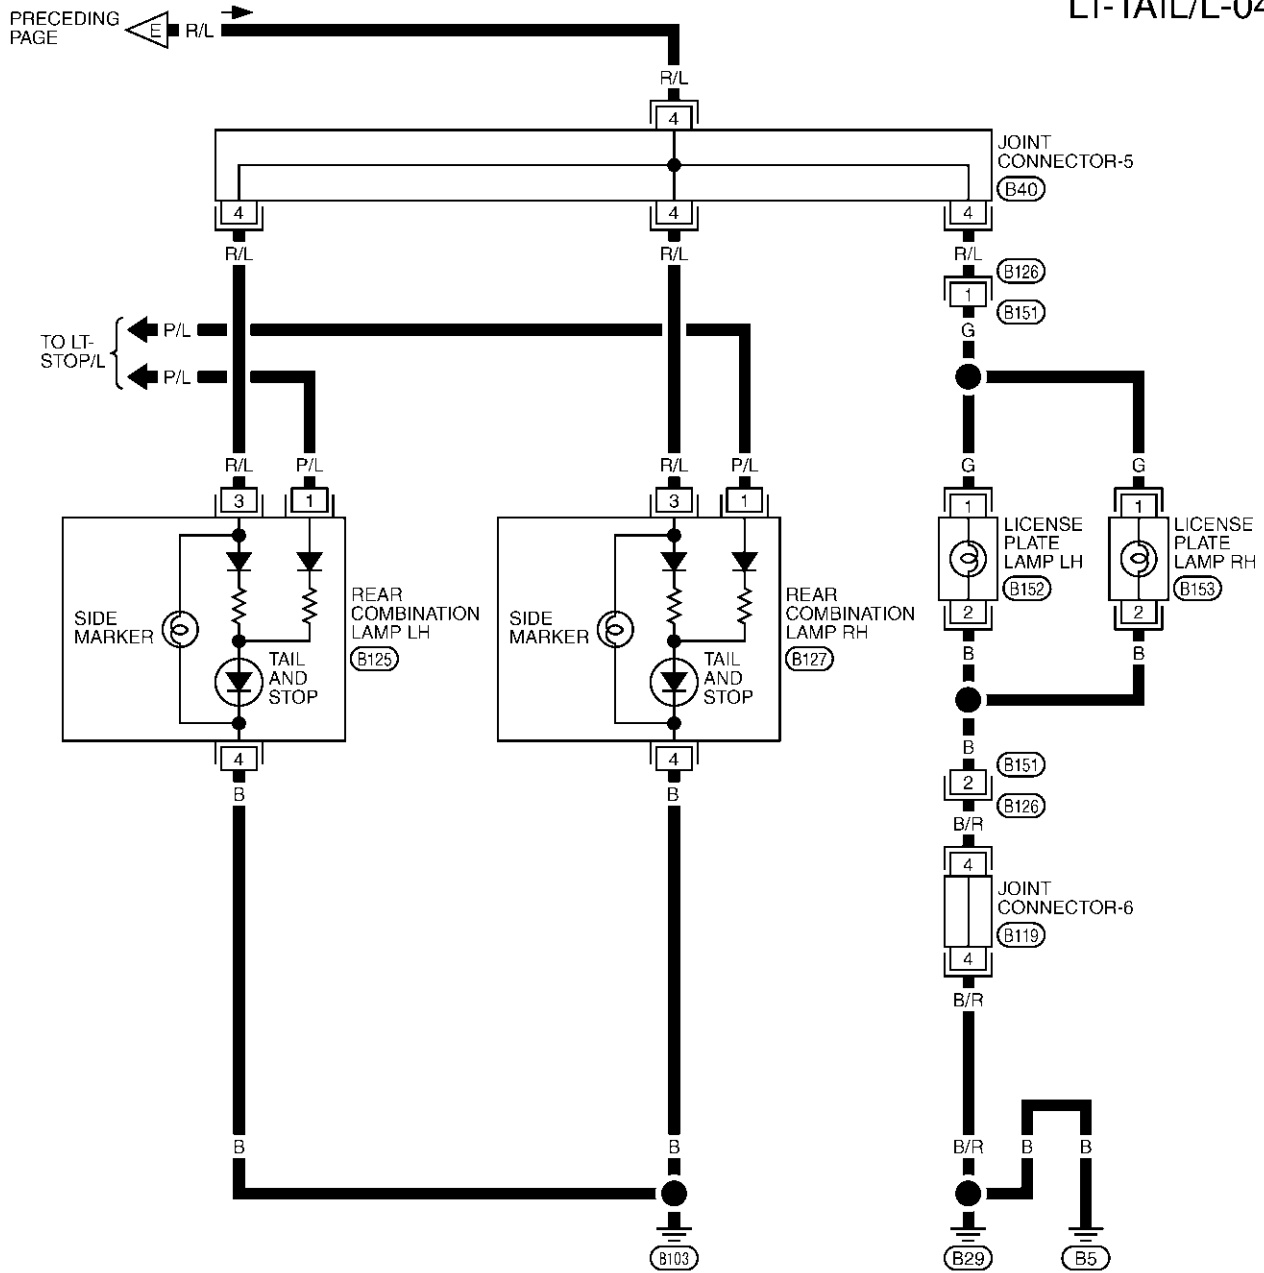 LT-TAIL/L-04
PRECEDING
PAGE
E
R/L
R/L
4
JOINT
CONNECTOR-5
B40
4
4
4
R/L
R/L
R/L
B126
1
B151
G
TO LT-
STOP/L
P/L
P/L
R/L
P/L
R/L
P/L
G
G
3
1
3
1
1
1
SIDE
MARKER
TAIL
AND
STOP
REAR
COMBINATION
LAMP LH
B125
SIDE
MARKER
TAIL
AND
STOP
REAR
COMBINATION
LAMP RH
B127
LICENSE
PLATE
LAMP LH
B152
LICENSE
PLATE
LAMP RH
B153
2
2
B
B
4
4
B
B
B
B151
2
B126
B/R
4
JOINT
CONNECTOR-6
B119
4
B/R
B
B
B/R
B
B
B103
B29
B5